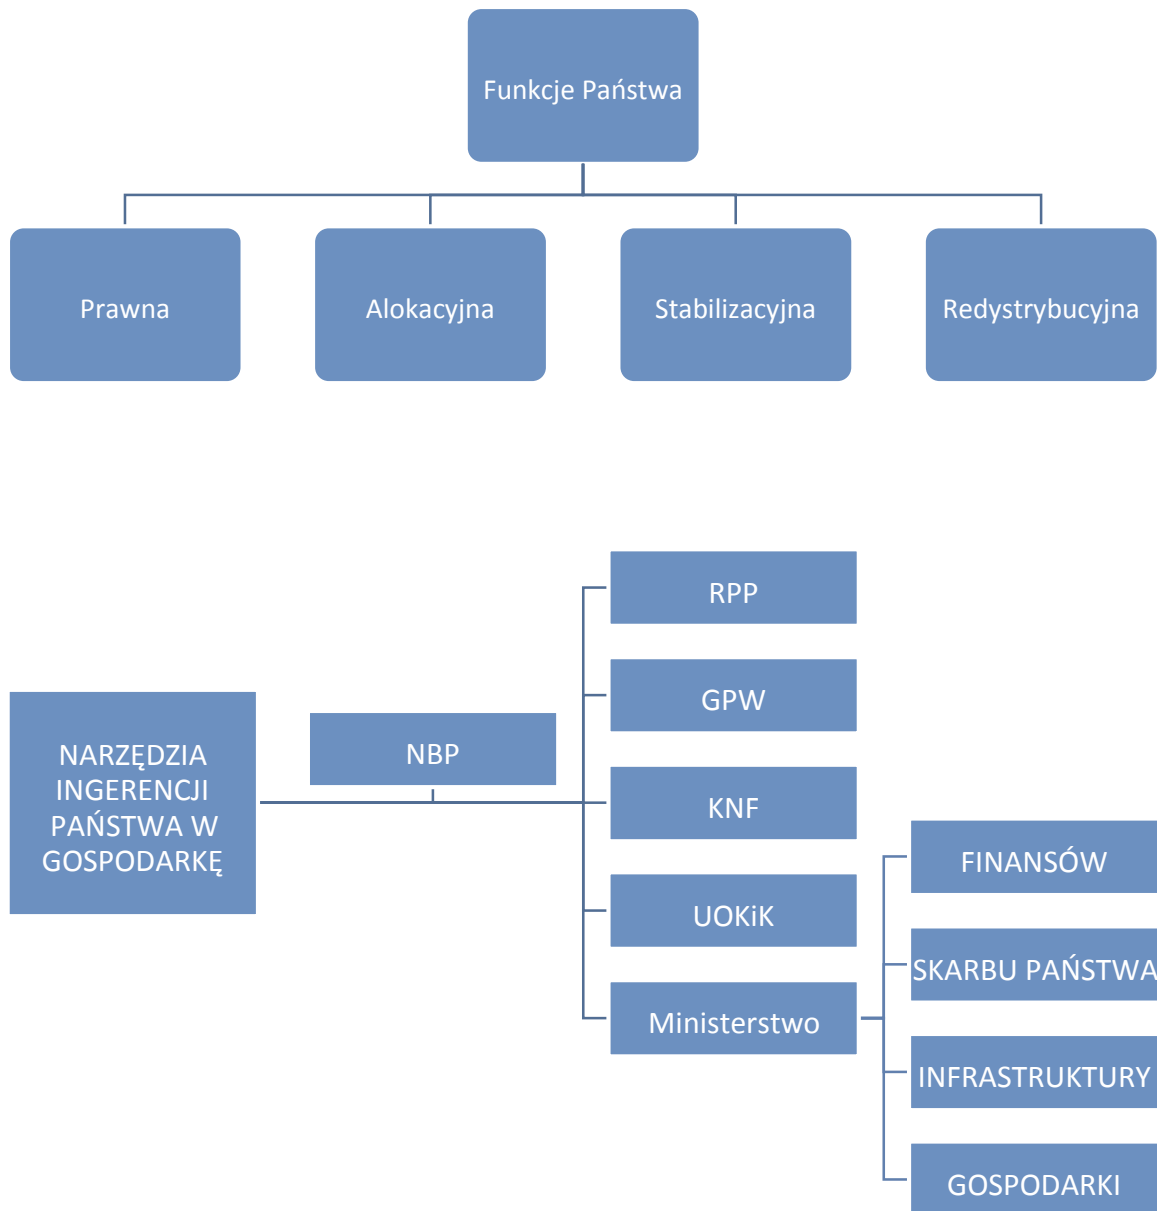 Funkcje Państwa
Prawna
Alokacyjna
Stabilizacyjna
Redystrybucyjna
NARZĘDZIA
INGERENCJI
PAŃSTWA W
GOSPODARKĘ
NBP
RPP
GPW
KNF
UOKiK
Ministerstwo
FINANSÓW
SKARBU PAŃSTWA
INFRASTRUKTURY
GOSPODARKI